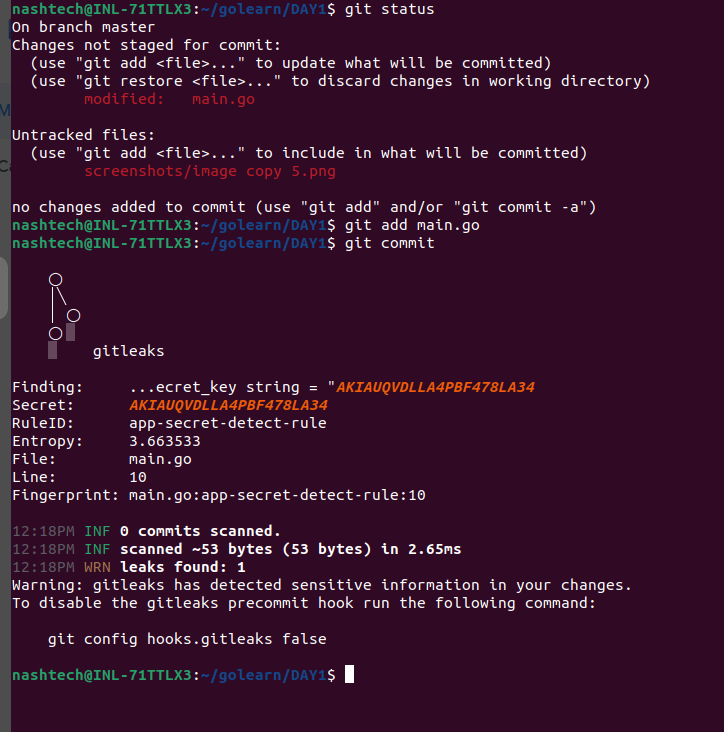 nashtech@INL-71TTLX3:~/golearn/DAY1$ git status
On branch master
Changes not staged for commit:
  (use "git add <file>..." to update what will be committed)
  (use "git restore <file>..." to discard changes in working directory)
        modified:   main.go

Untracked files:
  (use "git add <file>..." to include in what will be committed)
        screenshots/image copy 5.png

no changes added to commit (use "git add" and/or "git commit -a")
nashtech@INL-71TTLX3:~/golearn/DAY1$ git add main.go
nashtech@INL-71TTLX3:~/golearn/DAY1$ git commit

    ○
    │╲
    │ ○
    ○ ░
    ░    gitleaks

Finding:     ...ecret_key string = "AKIAUQVDLLA4PBF478LA34
Secret:      AKIAUQVDLLA4PBF478LA34
RuleID:      app-secret-detect-rule
Entropy:     3.663533
File:        main.go
Line:        10
Fingerprint: main.go:app-secret-detect-rule:10

12:18PM INF 0 commits scanned.
12:18PM INF scanned ~53 bytes (53 bytes) in 2.65ms
12:18PM WRN leaks found: 1
Warning: gitleaks has detected sensitive information in your changes.
To disable the gitleaks precommit hook run the following command:

    git config hooks.gitleaks false

nashtech@INL-71TTLX3:~/golearn/DAY1$